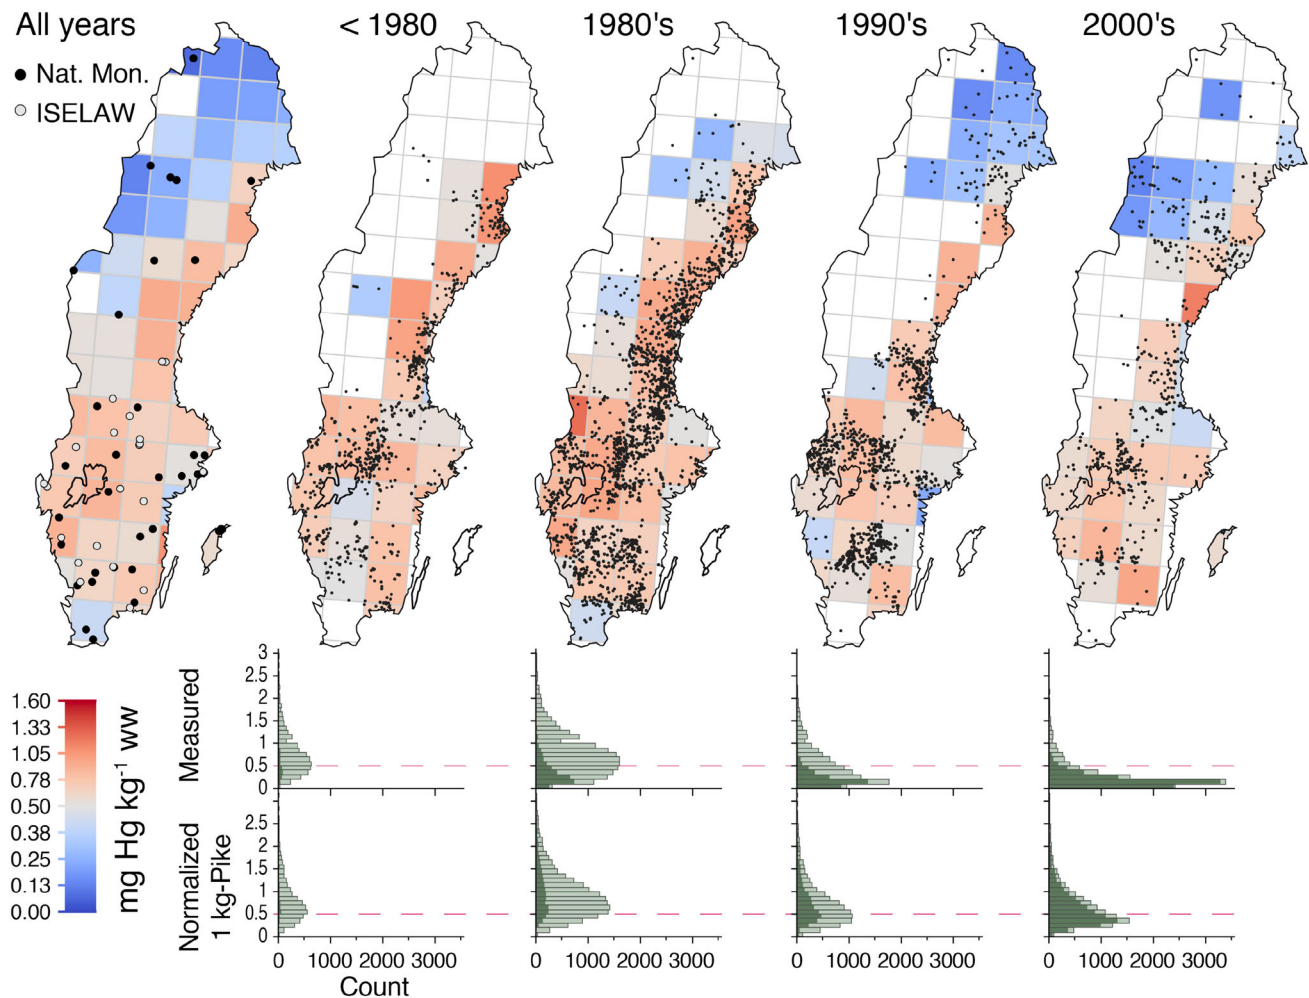 All years
< 1980
1980's
1990's
2000's
Nat. Mon.
ISELAW
1.60
1.33
1.05
0.78
0.50
0.38
0.25
0.13
0.00
mg Hg kg-1 ww
Measured
3
2.5
2
1.5
1
0.5
0
Normalized
1 kg-Pike
2.5
2
1.5
1
0.5
0
0 1000 2000 3000
0 1000 2000 3000
0 1000 2000 3000
0 1000 2000 3000
Count